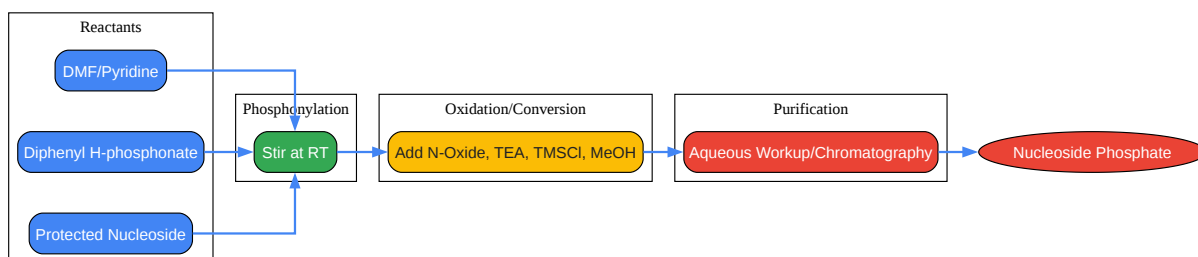 Reactants
DMF/Pyridine
Diphenyl H-phosphonate
Protected Nucleoside
Phosphonylation
Stir at RT
Oxidation/Conversion
Add N-Oxide, TEA, TMSCl, MeOH
Purification
Aqueous Workup/Chromatography
Nucleoside Phosphate